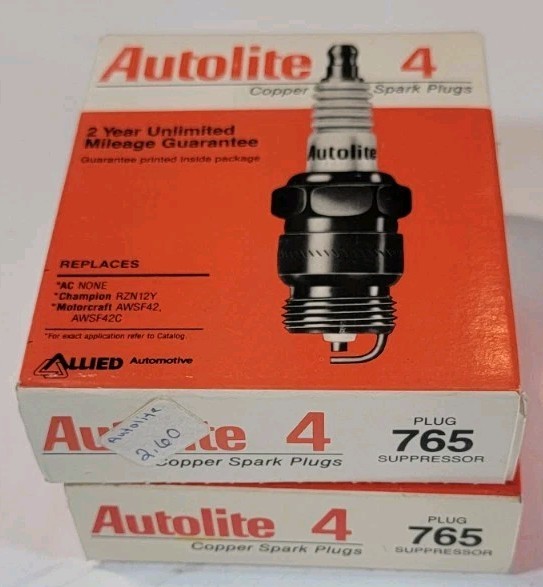 Autolite 4
Copper Spark Plugs
2 Year Unlimited
Mileage Guarantee
Guarantee printed inside package
Autolite
REPLACES
*AC NONE
*Champion RZN12Y
*Motorcraft AWSF42,
AWSF42C
*For exact application refer to Catalog.
ALLIED Automotive
Autolite 4
Copper Spark Plugs
PLUG
765
SUPPRESSOR
Autolite
2.60
Autolite 4
Copper Spark Plugs
PLUG
765
SUPPRESSOR